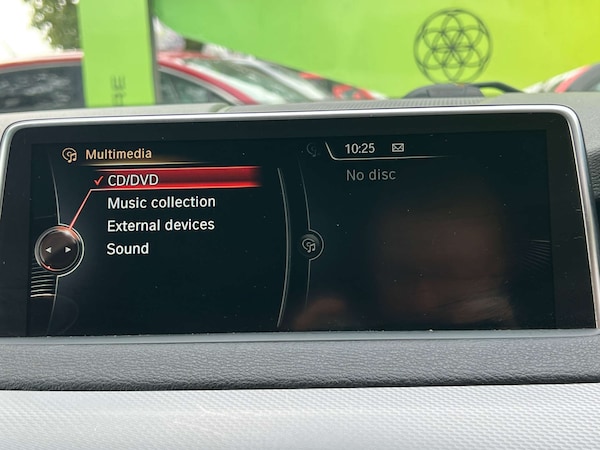 Multimedia
CD/DVD
Music collection
External devices
Sound
10:25
No disc